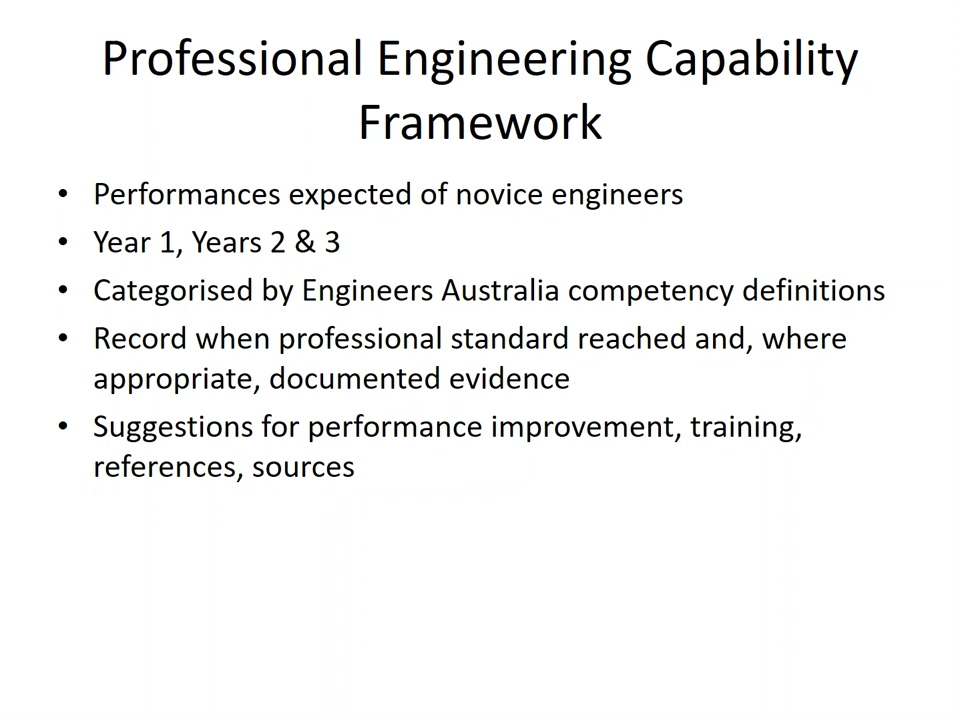 Professional Engineering Capability
Framework
• Performances expected of novice engineers
• Year 1, Years 2 & 3
• Categorised by Engineers Australia competency definitions
• Record when professional standard reached and, where
appropriate, documented evidence
• Suggestions for performance improvement, training,
references, sources